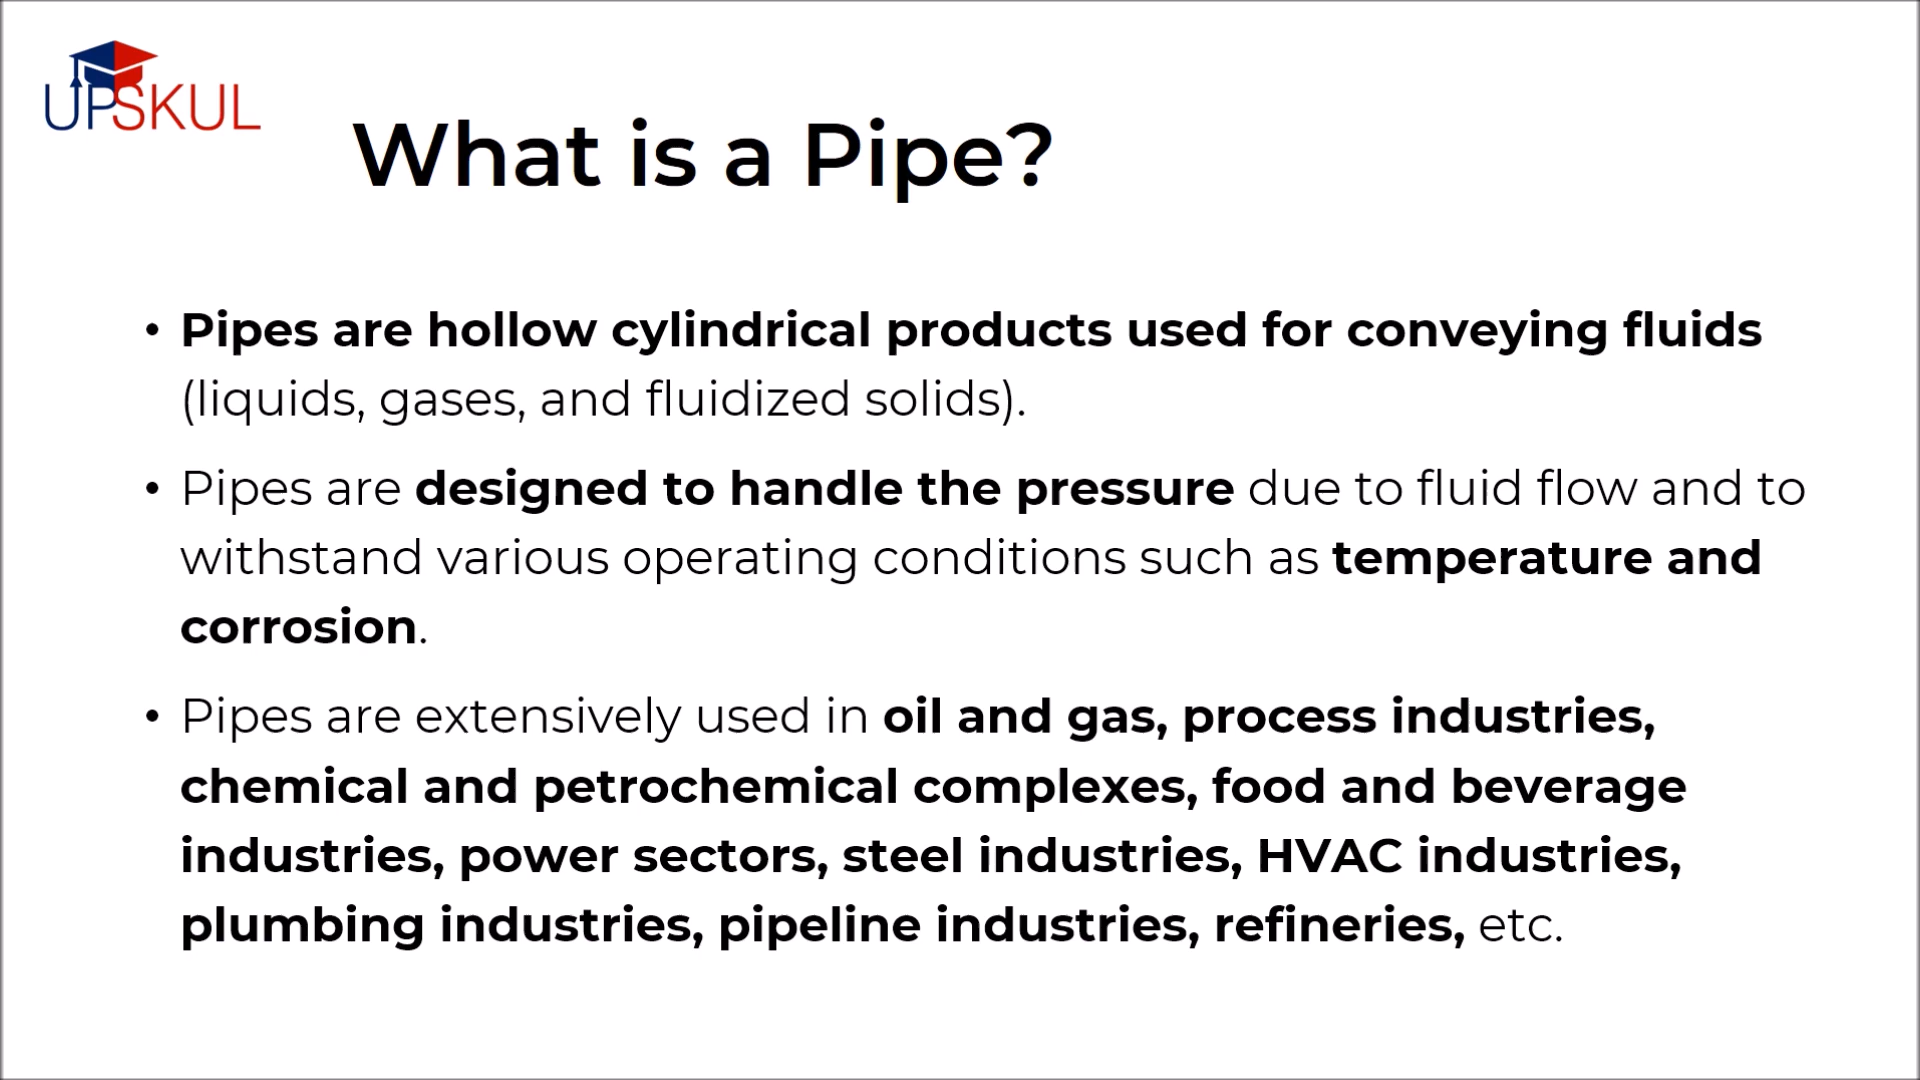 UPSKUL
What is a Pipe?
• Pipes are hollow cylindrical products used for conveying fluids
(liquids, gases, and fluidized solids).
• Pipes are designed to handle the pressure due to fluid flow and to
withstand various operating conditions such as temperature and
corrosion.
• Pipes are extensively used in oil and gas, process industries,
chemical and petrochemical complexes, food and beverage
industries, power sectors, steel industries, HVAC industries,
plumbing industries, pipeline industries, refineries, etc.